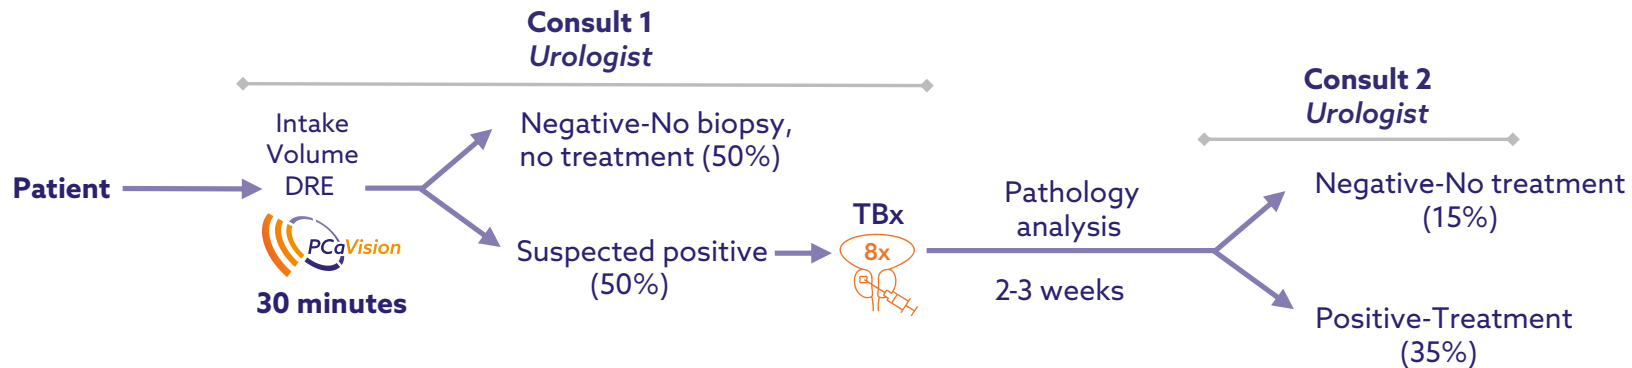 Consult 1
Urologist
Consult 2
Urologist
Patient
Intake
Volume
DRE
PCaVision
30 minutes
Negative-No biopsy,
no treatment (50%)
Suspected positive
(50%)
TBx
8x
Pathology
analysis
2-3 weeks
Negative-No treatment
(15%)
Positive-Treatment
(35%)